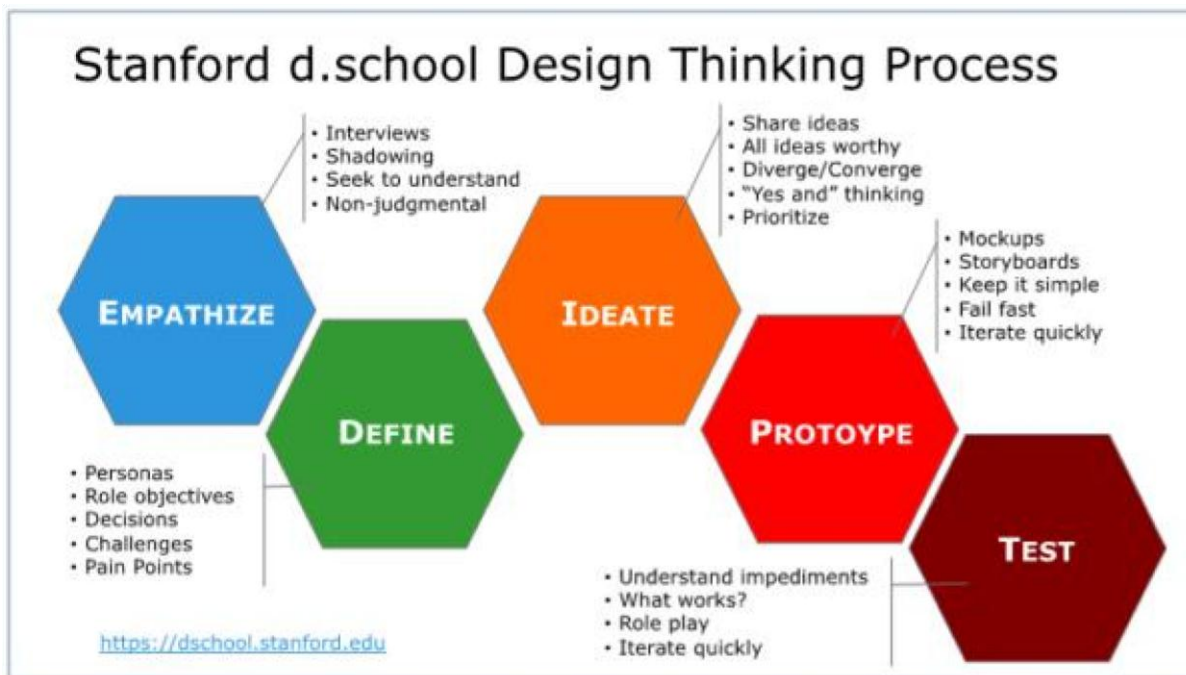 Stanford d.school Design Thinking Process
• Interviews
• Shadowing
• Seek to understand
• Non-judgmental
EMPATHIZE
• Personas
• Role objectives
• Decisions
• Challenges
• Pain Points
DEFINE
• Share ideas
• All ideas worthy
• Diverge/Converge
• “Yes and” thinking
• Prioritize
IDEATE
• Mockups
• Storyboards
• Keep it simple
• Fail fast
• Iterate quickly
PROTOYPE
• Understand impediments
• What works?
• Role play
• Iterate quickly
TEST
https://dschool.stanford.edu